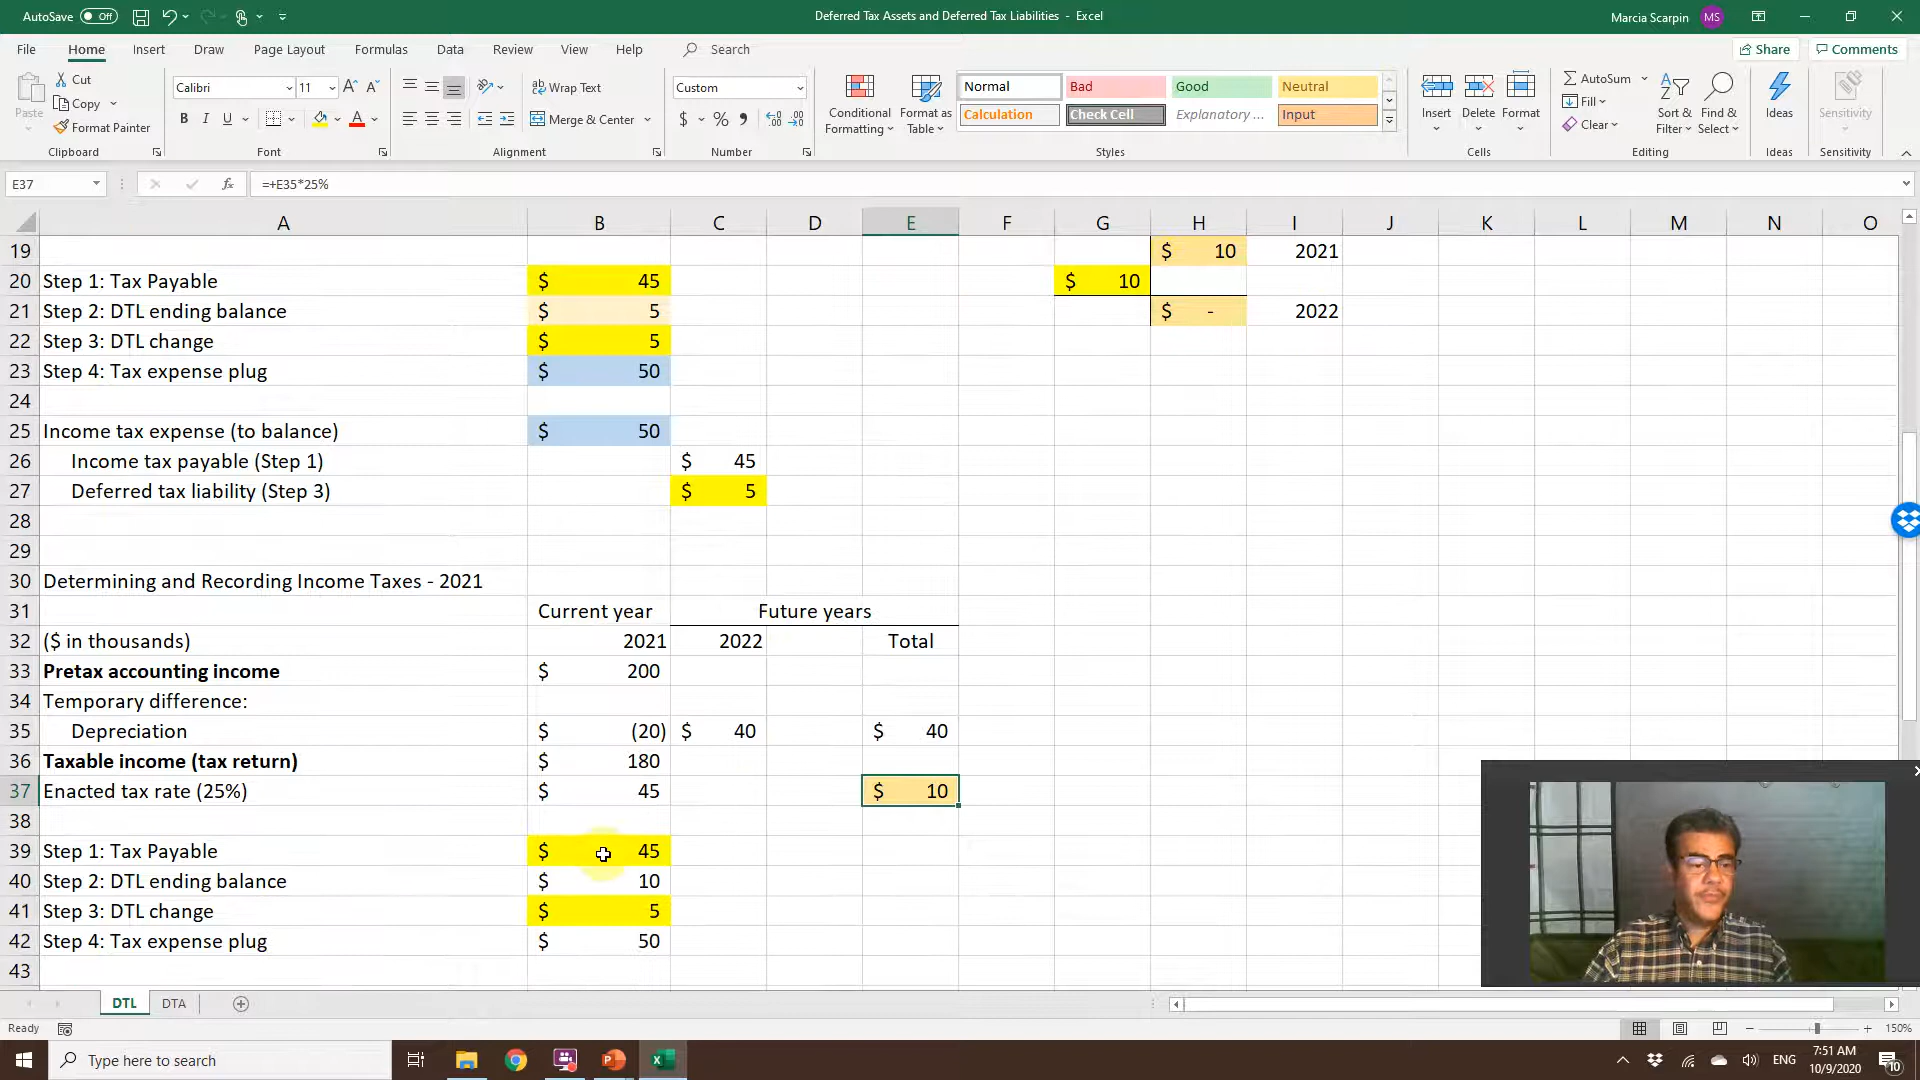 AutoSave Off
Deferred Tax Assets and Deferred Tax Liabilities - Excel
Marcia Scarpin MS
File Home Insert Draw Page Layout Formulas Data Review View Help Search
Share Comments
Paste
Cut
Copy
Format Painter
Clipboard
Calibri 11
B I U
Font
Wrap Text
Merge & Center
Alignment
Custom
$ % 9
Number
Conditional Formatting
Format as Table
Normal Bad Good Neutral
Calculation Check Cell Explanatory ... Input
Styles
Insert Delete Format
Cells
AutoSum
Fill
Clear
Sort & Filter
Find & Select
Editing
Ideas
Ideas
Sensitivity
Sensitivity
E37 fx =+E35*25%
A B C D E F G H I J K L M N O
19 $ 10 2021
20 Step 1: Tax Payable $ 45 $ 10
21 Step 2: DTL ending balance $ 5 $ - 2022
22 Step 3: DTL change $ 5
23 Step 4: Tax expense plug $ 50
24
25 Income tax expense (to balance) $ 50
26 Income tax payable (Step 1) $ 45
27 Deferred tax liability (Step 3) $ 5
28
29
30 Determining and Recording Income Taxes - 2021
31 Current year Future years
32 ($ in thousands) 2021 2022 Total
33 Pretax accounting income $ 200
34 Temporary difference:
35 Depreciation $ (20) $ 40 $ 40
36 Taxable income (tax return) $ 180
37 Enacted tax rate (25%) $ 45 $ 10
38
39 Step 1: Tax Payable $ 45
40 Step 2: DTL ending balance $ 10
41 Step 3: DTL change $ 5
42 Step 4: Tax expense plug $ 50
43
DTL DTA
Ready
150%
Type here to search
ENG
7:51 AM
10/9/2020
10